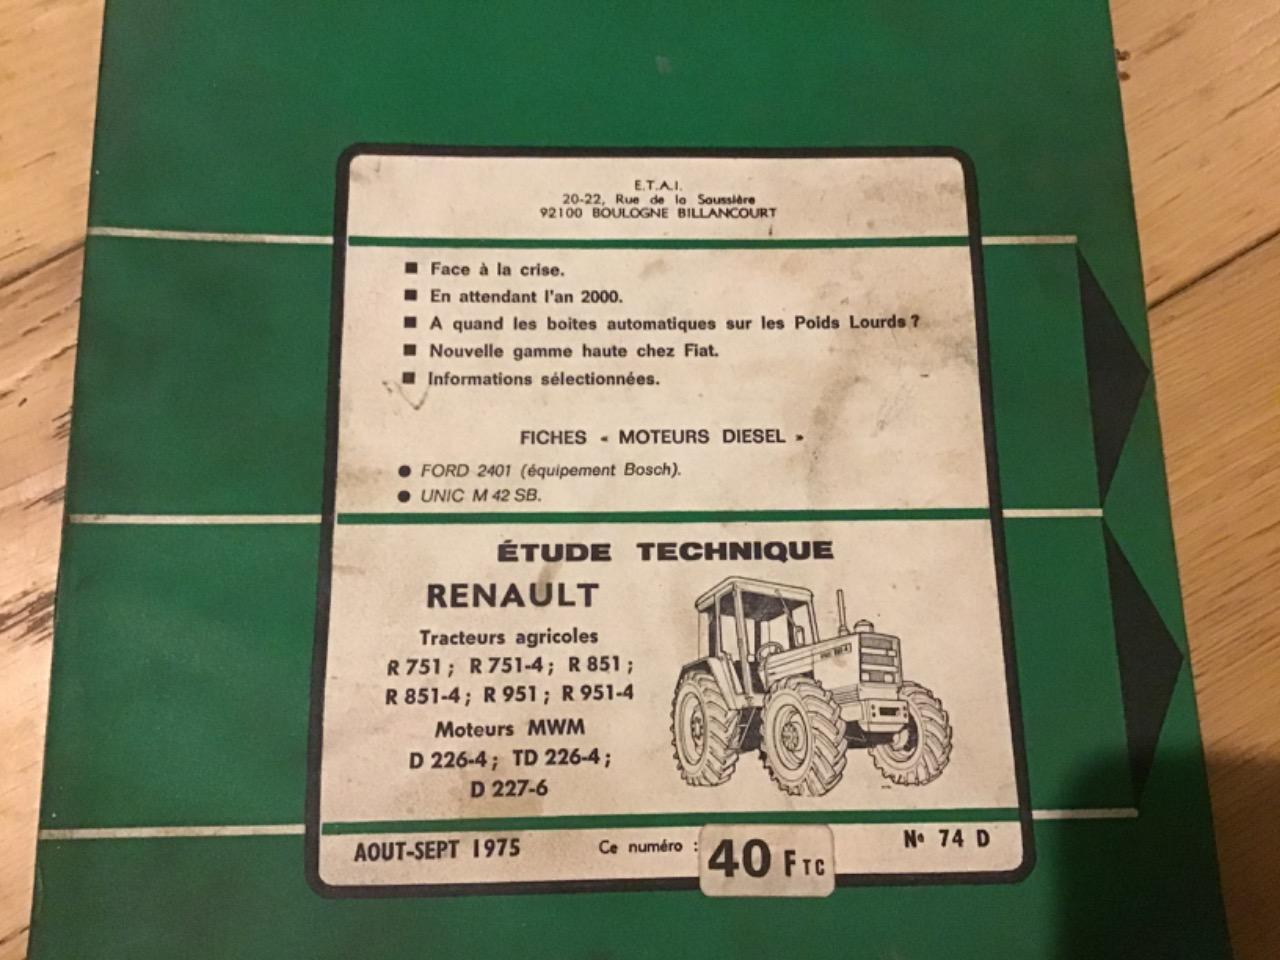 E.T.A.I.
20-22, Rue de la Saussière
92100 BOULOGNE BILLANCOURT
■ Face à la crise.
■ En attendant l'an 2000.
■ A quand les boites automatiques sur les Poids Lourds ?
■ Nouvelle gamme haute chez Fiat.
■ Informations sélectionnées.
FICHES « MOTEURS DIESEL »
● FORD 2401 (équipement Bosch).
● UNIC M 42 SB.
ÉTUDE TECHNIQUE
RENAULT
Tracteurs agricoles
R 751 ; R 751-4 ; R 851 ;
R 851-4 ; R 951 ; R 951-4
Moteurs MWM
D 226-4 ; TD 226-4 ;
D 227-6
AOUT-SEPT 1975
Ce numéro :
40 F TC
N° 74 D